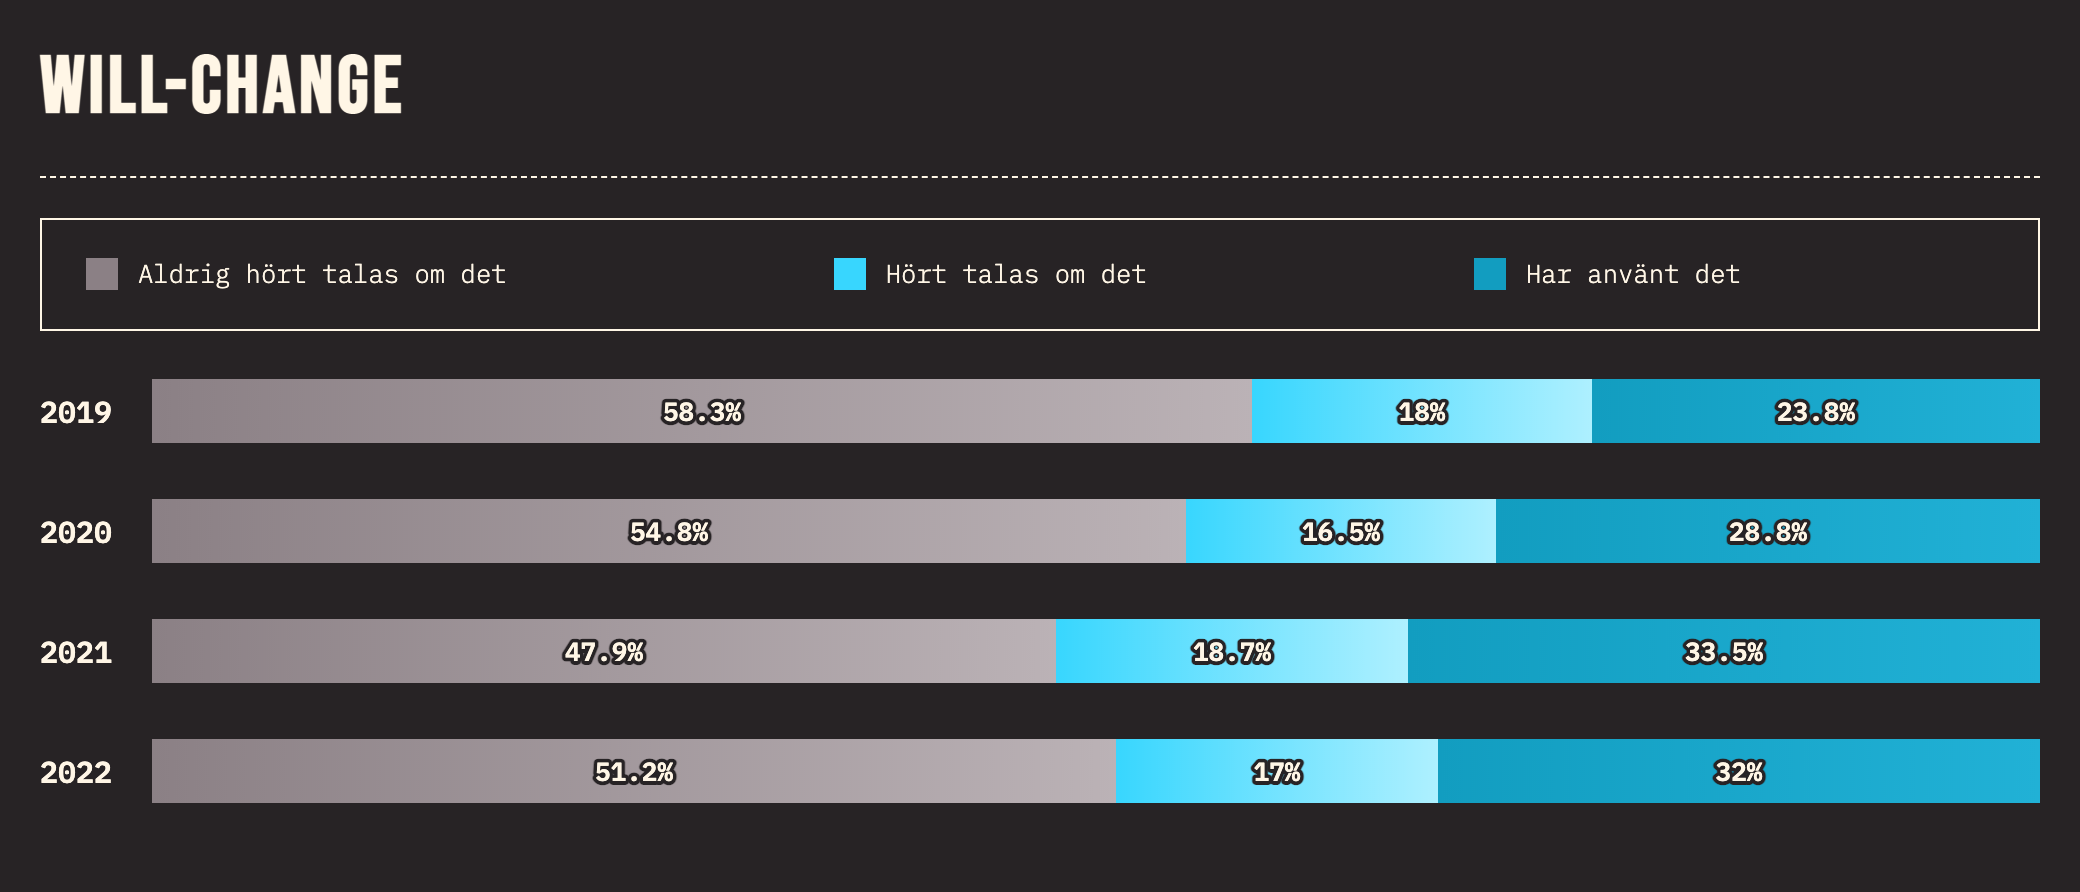 WILL-CHANGE
Aldrig hört talas om det Hört talas om det Har använt det
2019 58.3% 18% 23.8%
2020 54.8% 16.5% 28.8%
2021 47.9% 18.7% 33.5%
2022 51.2% 17% 32%